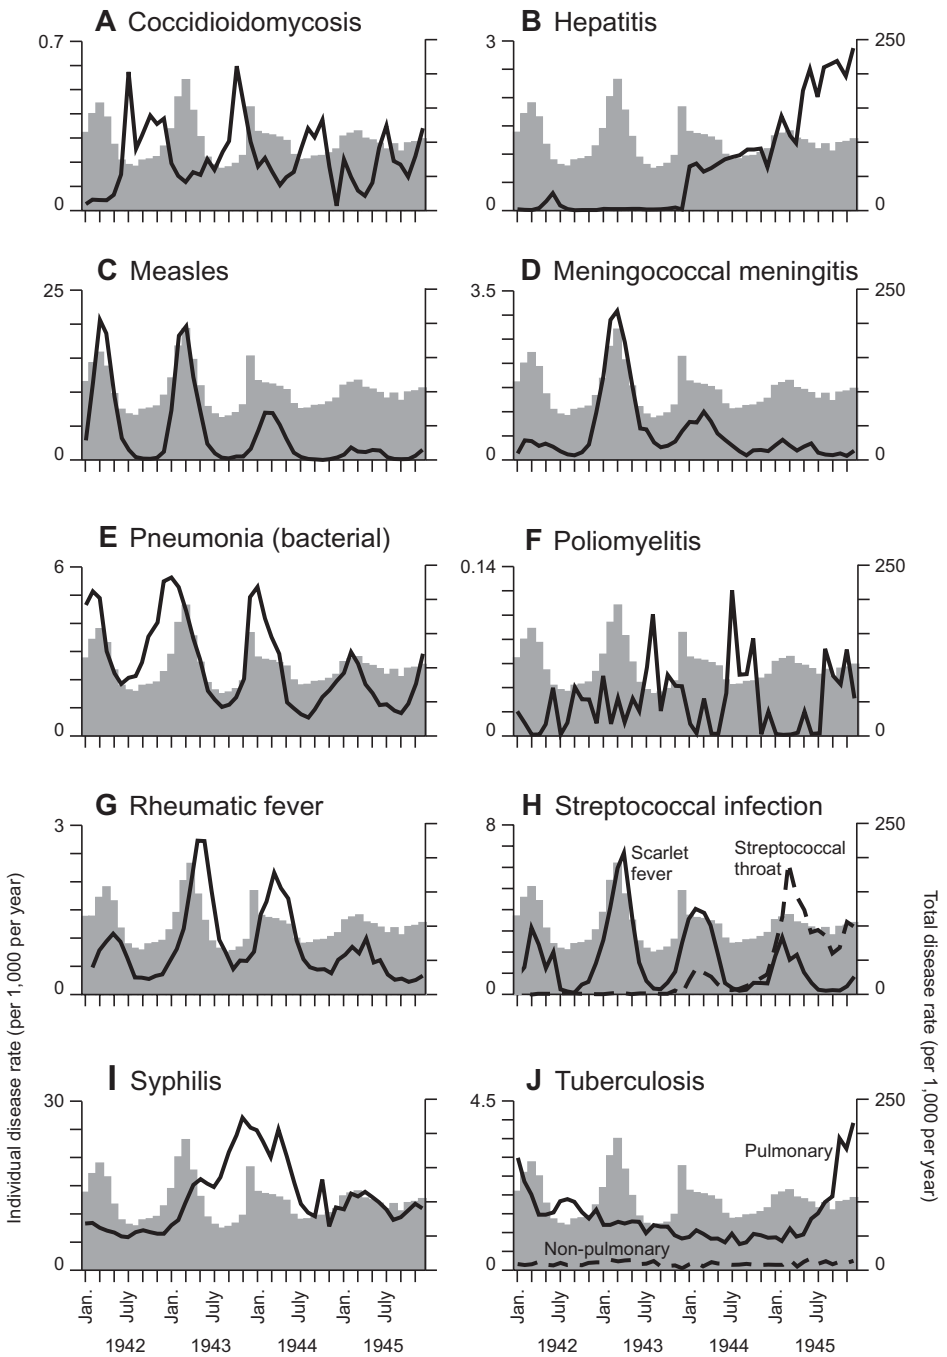 A Coccidioidomycosis
0.7
0
B Hepatitis
3
0
250
0
C Measles
25
0
D Meningococcal meningitis
3.5
0
250
0
E Pneumonia (bacterial)
6
0
F Poliomyelitis
0.14
0
250
0
G Rheumatic fever
3
0
H Streptococcal infection
8
0
250
0
Scarlet
fever
Streptococcal
throat
I Syphilis
30
0
J Tuberculosis
4.5
0
250
0
Pulmonary
Non-pulmonary
Individual disease rate (per 1,000 per year)
Total disease rate (per 1,000 per year)
Jan. July Jan. July Jan. July Jan. July
1942 1943 1944 1945
Jan. July Jan. July Jan. July Jan. July
1942 1943 1944 1945